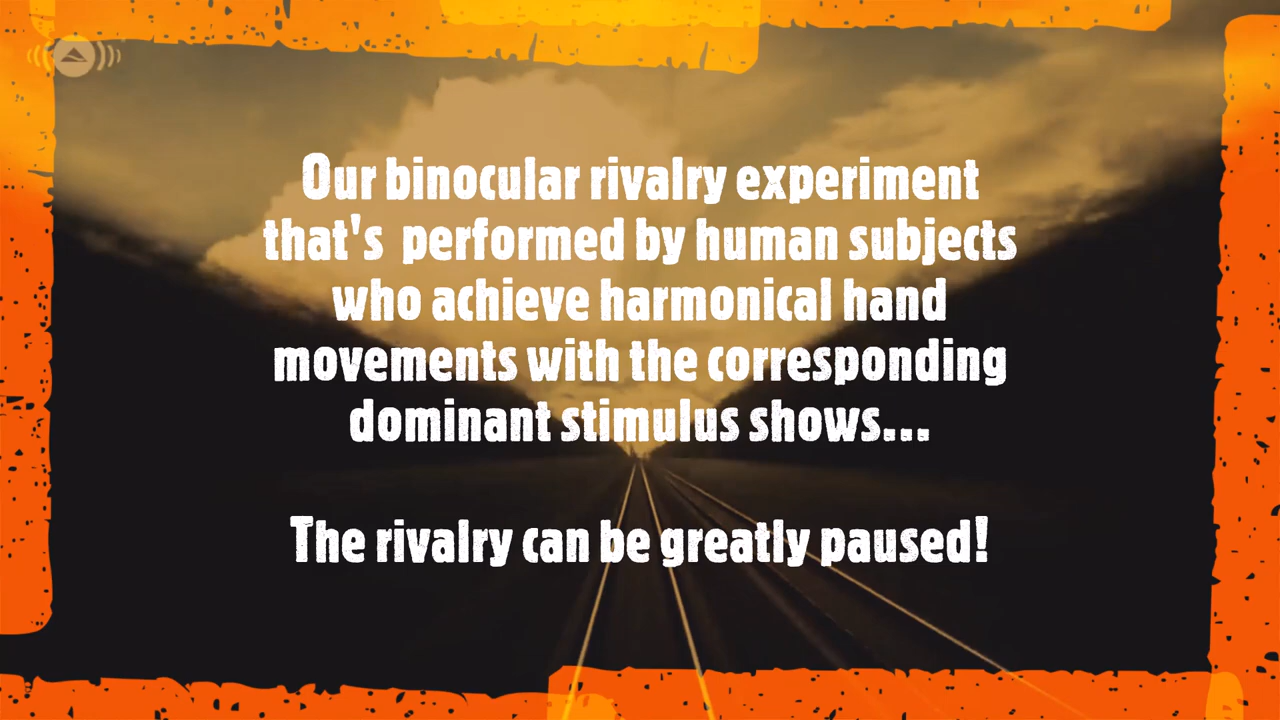 Our binocular rivalry experiment
that's performed by human subjects
who achieve harmonical hand
movements with the corresponding
dominant stimulus shows...
The rivalry can be greatly paused!